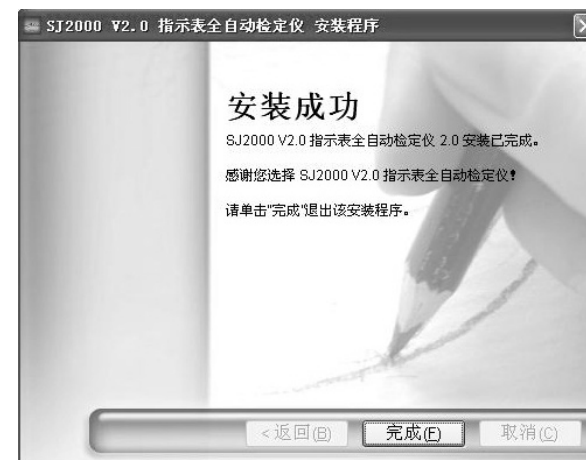 SJ2000 V2.0 指示表全自动检定仪 安装程序
安装成功
SJ2000 V2.0 指示表全自动检定仪 2.0 安装已完成。
感谢您选择 SJ2000 V2.0 指示表全自动检定仪!
请单击"完成"退出该安装程序。
<返回(B) 完成(F) 取消(C)